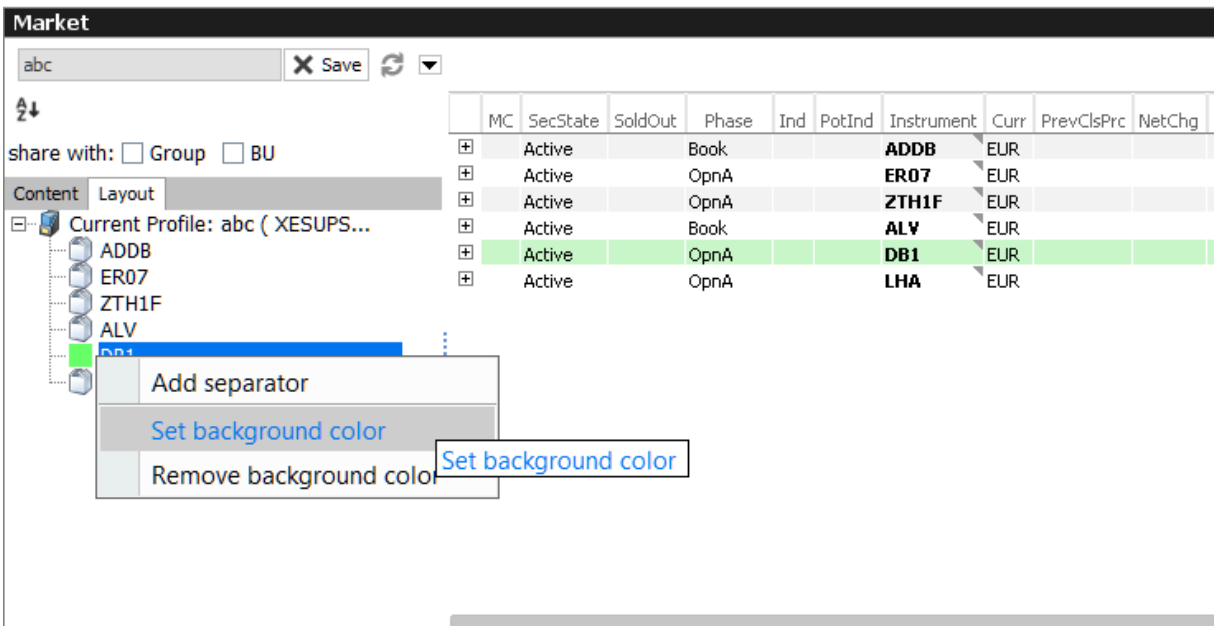 Market
abc
Save
A
Z
share with: Group BU
Content Layout
Current Profile: abc ( XESUPS...
ADDB
ER07
ZTH1F
ALV
DB1
Add separator
Set background color
Remove background color
Set background color
MC SecState SoldOut Phase Ind PotInd Instrument Curr PrevClsPrc NetChg
Active Book ADDB EUR
Active OpnA ER07 EUR
Active OpnA ZTH1F EUR
Active Book ALV EUR
Active OpnA DB1 EUR
Active OpnA LHA EUR